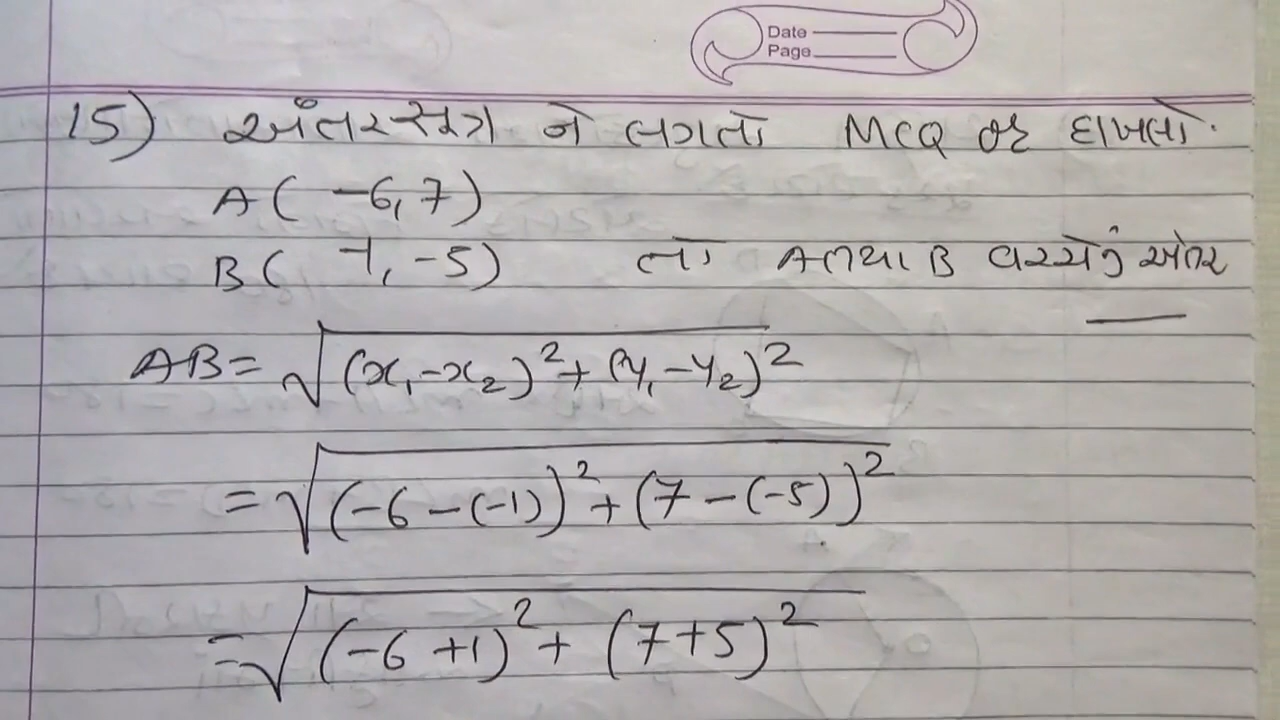 Date
Page
15) અંતરસૂત્ર ને લગતો MCQ દાખલો.
A ( -6, 7 )
B ( -1, -5 ) તો A તથા B વચ્ચેનું અંતર ___
AB = √(x₁-x₂)² + (y₁-y₂)²
= √(-6-(-1))² + (7-(-5))²
= √(-6+1)² + (7+5)²